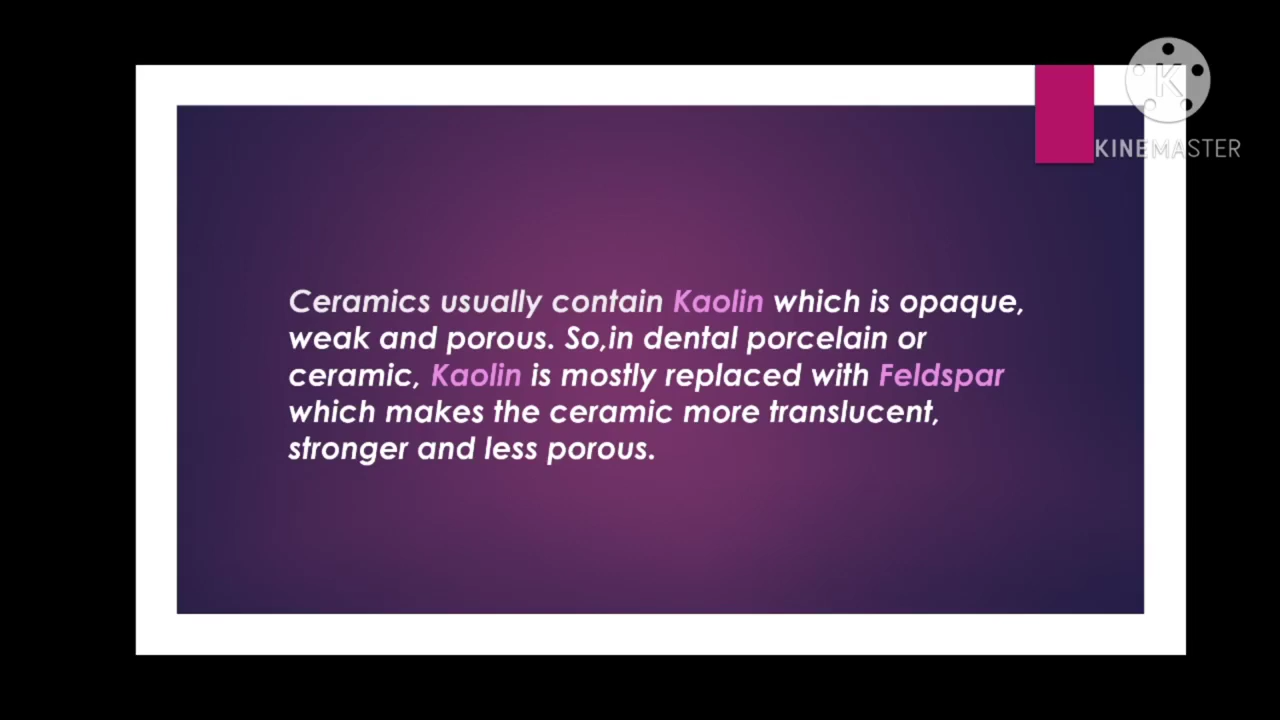 K
KINEMASTER
Ceramics usually contain Kaolin which is opaque,
weak and porous. So,in dental porcelain or
ceramic, Kaolin is mostly replaced with Feldspar
which makes the ceramic more translucent,
stronger and less porous.